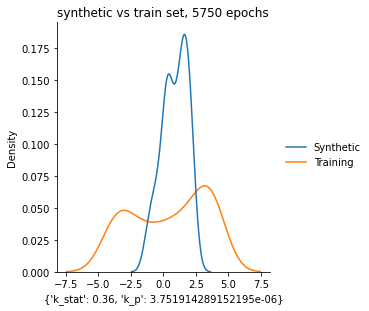 synthetic vs train set, 5750 epochs
0.175
0.150
0.125
0.100
0.075
0.050
0.025
0.000
Density
−7.5 −5.0 −2.5 0.0 2.5 5.0 7.5
{'k_stat': 0.36, 'k_p': 3.751914289152195e-06}
Synthetic
Training